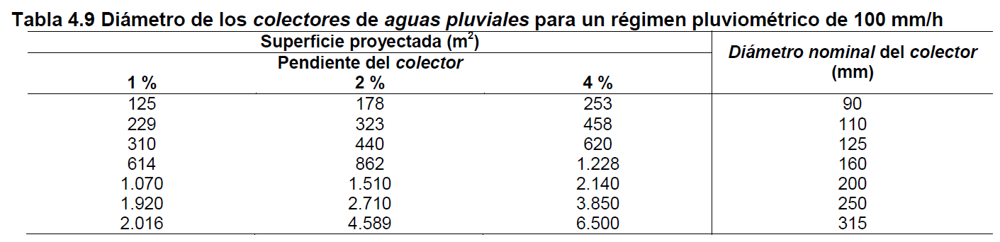 Tabla 4.9 Diámetro de los colectores de aguas pluviales para un régimen pluviométrico de 100 mm/h
Superficie proyectada (m²)
Diámetro nominal del colector
(mm)
Pendiente del colector
1 % 2 % 4 %
125 178 253 90
229 323 458 110
310 440 620 125
614 862 1.228 160
1.070 1.510 2.140 200
1.920 2.710 3.850 250
2.016 4.589 6.500 315